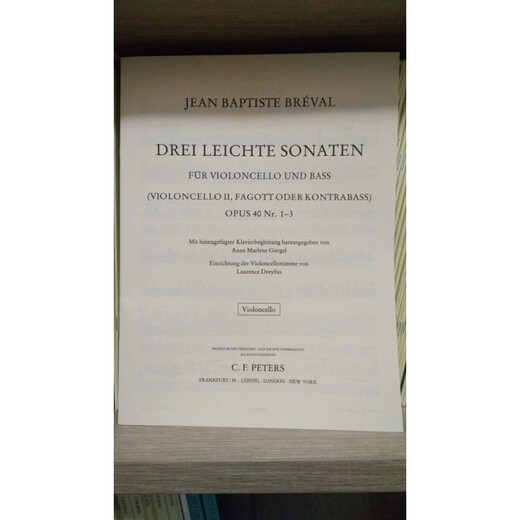 JEAN BAPTISTE BRÉVAL
DREI LEICHTE SONATEN
FÜR VIOLONCELLO UND BASS
(VIOLONCELLO II, FAGOTT ODER KONTRABASS)
OPUS 40 Nr. 1–3
Mit hinzugefügter Klavierbegleitung herausgegeben von
Anne Marlene Gurgel
Einrichtung der Violoncellostimme von
Laurence Dreyfus
Violoncello
C. F. PETERS
FRANKFURT/M. · LEIPZIG · LONDON · NEW YORK